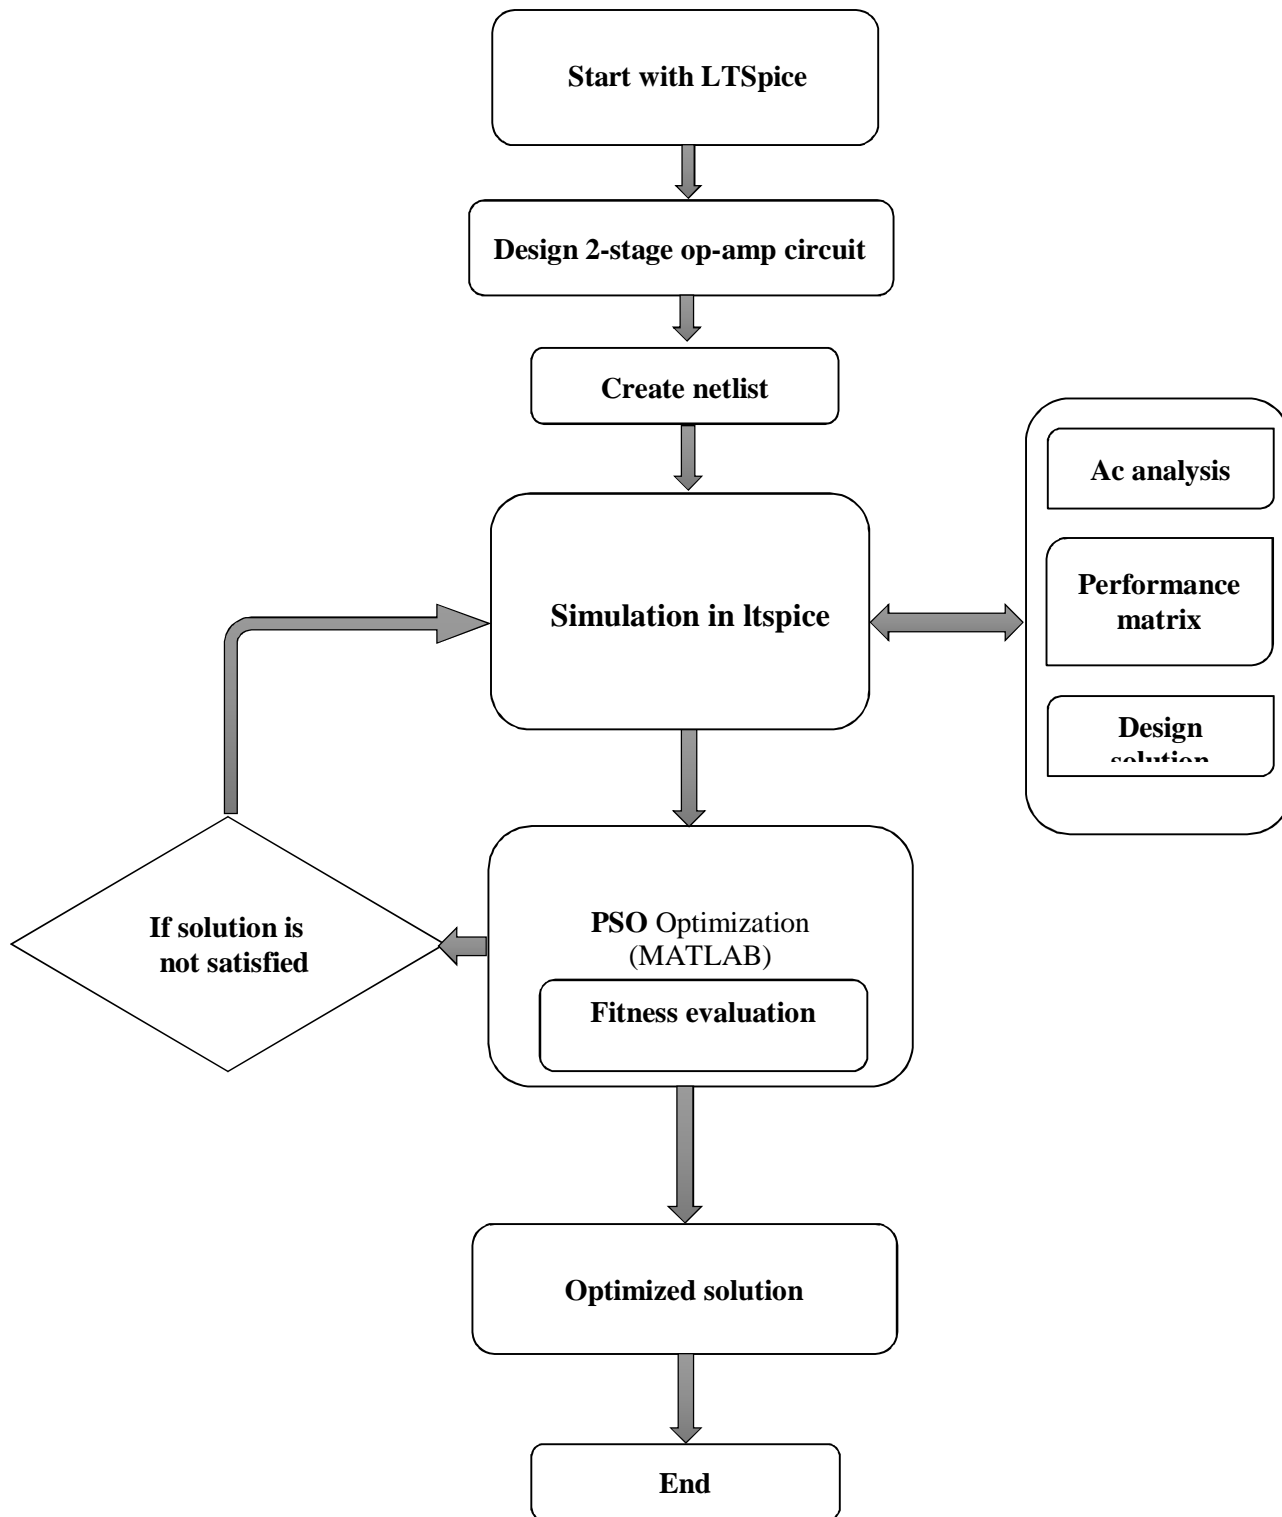 Start with LTSpice
Design 2-stage op-amp circuit
Create netlist
Ac analysis
Performance
matrix
Design
solution
Simulation in ltspice
If solution is
not satisfied
PSO Optimization
(MATLAB)
Fitness evaluation
Optimized solution
End